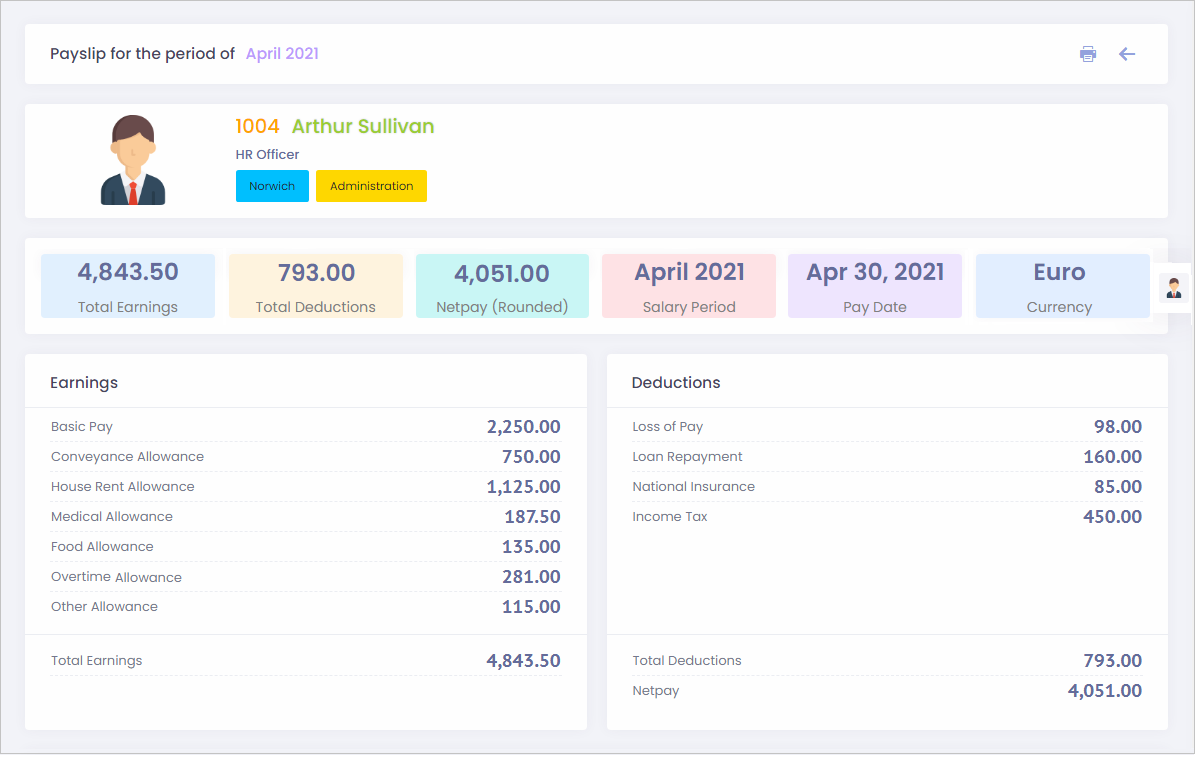 Payslip for the period of April 2021
1004 Arthur Sullivan
HR Officer
Norwich Administration
4,843.50
Total Earnings
793.00
Total Deductions
4,051.00
Netpay (Rounded)
April 2021
Salary Period
Apr 30, 2021
Pay Date
Euro
Currency
Earnings
Basic Pay 2,250.00
Conveyance Allowance 750.00
House Rent Allowance 1,125.00
Medical Allowance 187.50
Food Allowance 135.00
Overtime Allowance 281.00
Other Allowance 115.00
Total Earnings 4,843.50
Deductions
Loss of Pay 98.00
Loan Repayment 160.00
National Insurance 85.00
Income Tax 450.00
Total Deductions 793.00
Netpay 4,051.00